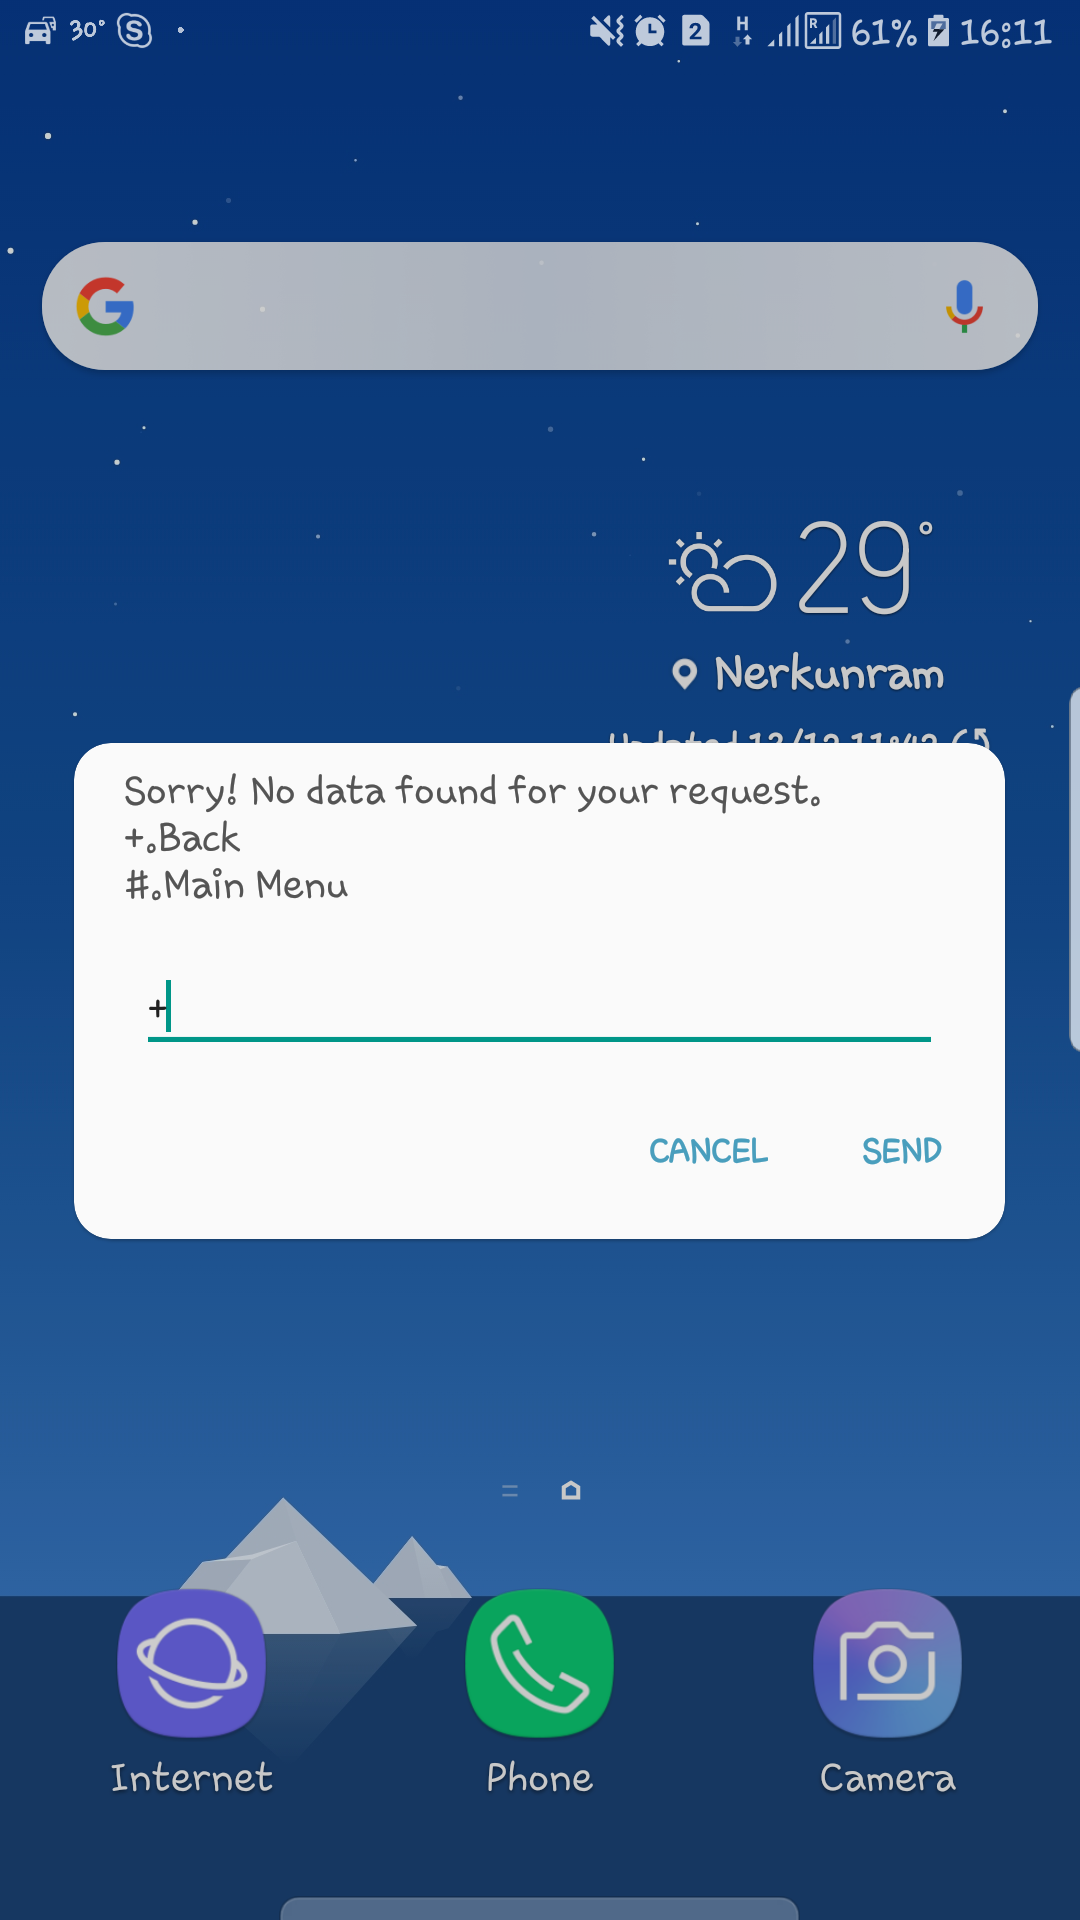 30° S 2 H R 61% 16:11
29°
Nerkunram
Sorry! No data found for your request.
+.Back
#.Main Menu
+
CANCEL SEND
Internet Phone Camera